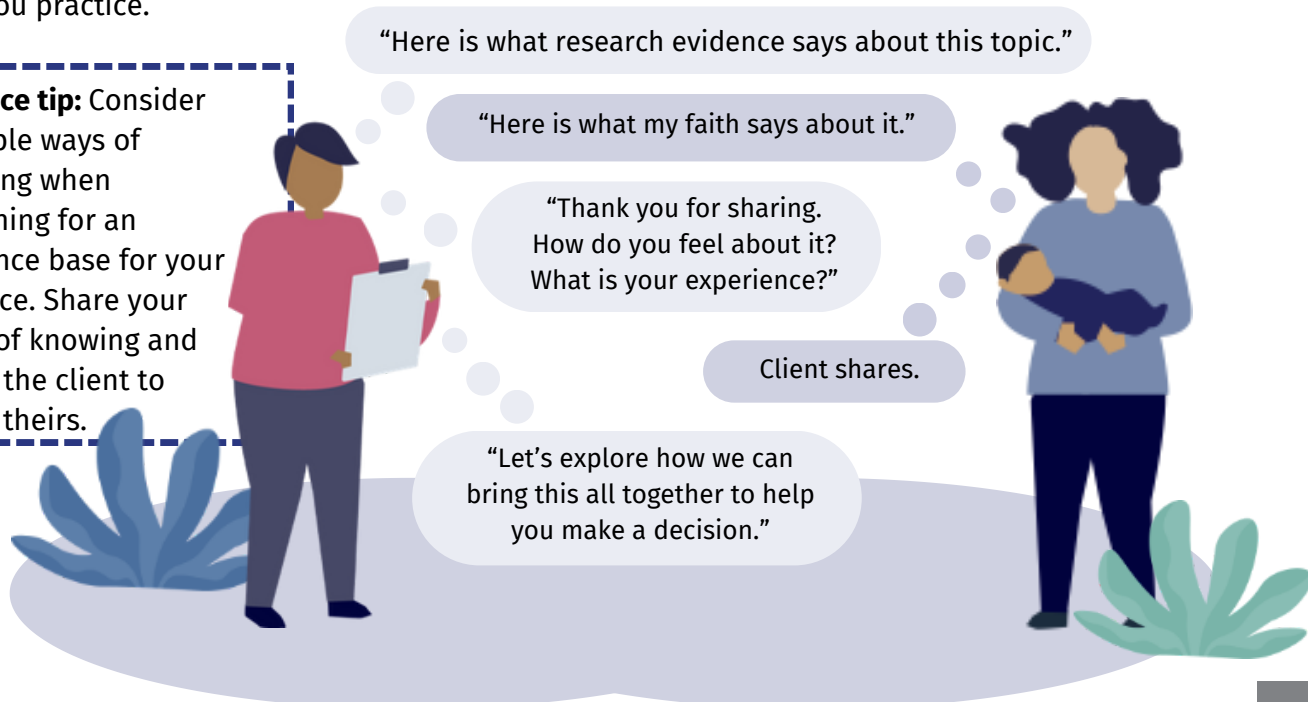 ou practice.
ce tip: Consider
ple ways of
ing when
ning for an
nce base for your
ce. Share your
of knowing and
the client to
theirs.
“Here is what research evidence says about this topic.”
“Here is what my faith says about it.”
“Thank you for sharing.
How do you feel about it?
What is your experience?”
Client shares.
“Let’s explore how we can
bring this all together to help
you make a decision.”